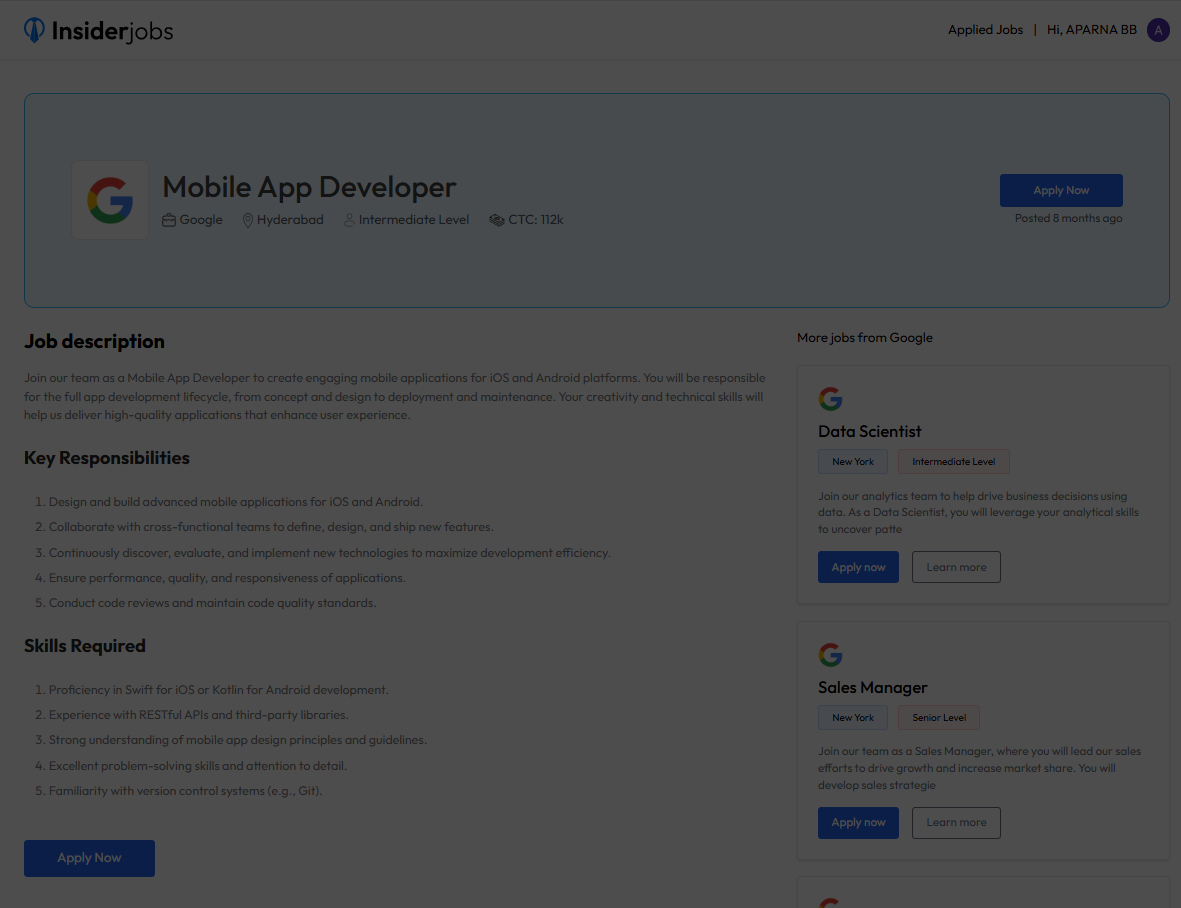 Insiderjobs
Applied Jobs | Hi, APARNA BB A
Mobile App Developer
Google Hyderabad Intermediate Level CTC: 112k
Apply Now
Posted 8 months ago
Job description
Join our team as a Mobile App Developer to create engaging mobile applications for iOS and Android platforms. You will be responsible
for the full app development lifecycle, from concept and design to deployment and maintenance. Your creativity and technical skills will
help us deliver high-quality applications that enhance user experience.
Key Responsibilities
1. Design and build advanced mobile applications for iOS and Android.
2. Collaborate with cross-functional teams to define, design, and ship new features.
3. Continuously discover, evaluate, and implement new technologies to maximize development efficiency.
4. Ensure performance, quality, and responsiveness of applications.
5. Conduct code reviews and maintain code quality standards.
Skills Required
1. Proficiency in Swift for iOS or Kotlin for Android development.
2. Experience with RESTful APIs and third-party libraries.
3. Strong understanding of mobile app design principles and guidelines.
4. Excellent problem-solving skills and attention to detail.
5. Familiarity with version control systems (e.g., Git).
Apply Now
More jobs from Google
Data Scientist
New York Intermediate Level
Join our analytics team to help drive business decisions using
data. As a Data Scientist, you will leverage your analytical skills
to uncover patte
Apply now Learn more
Sales Manager
New York Senior Level
Join our team as a Sales Manager, where you will lead our sales
efforts to drive growth and increase market share. You will
develop sales strategie
Apply now Learn more